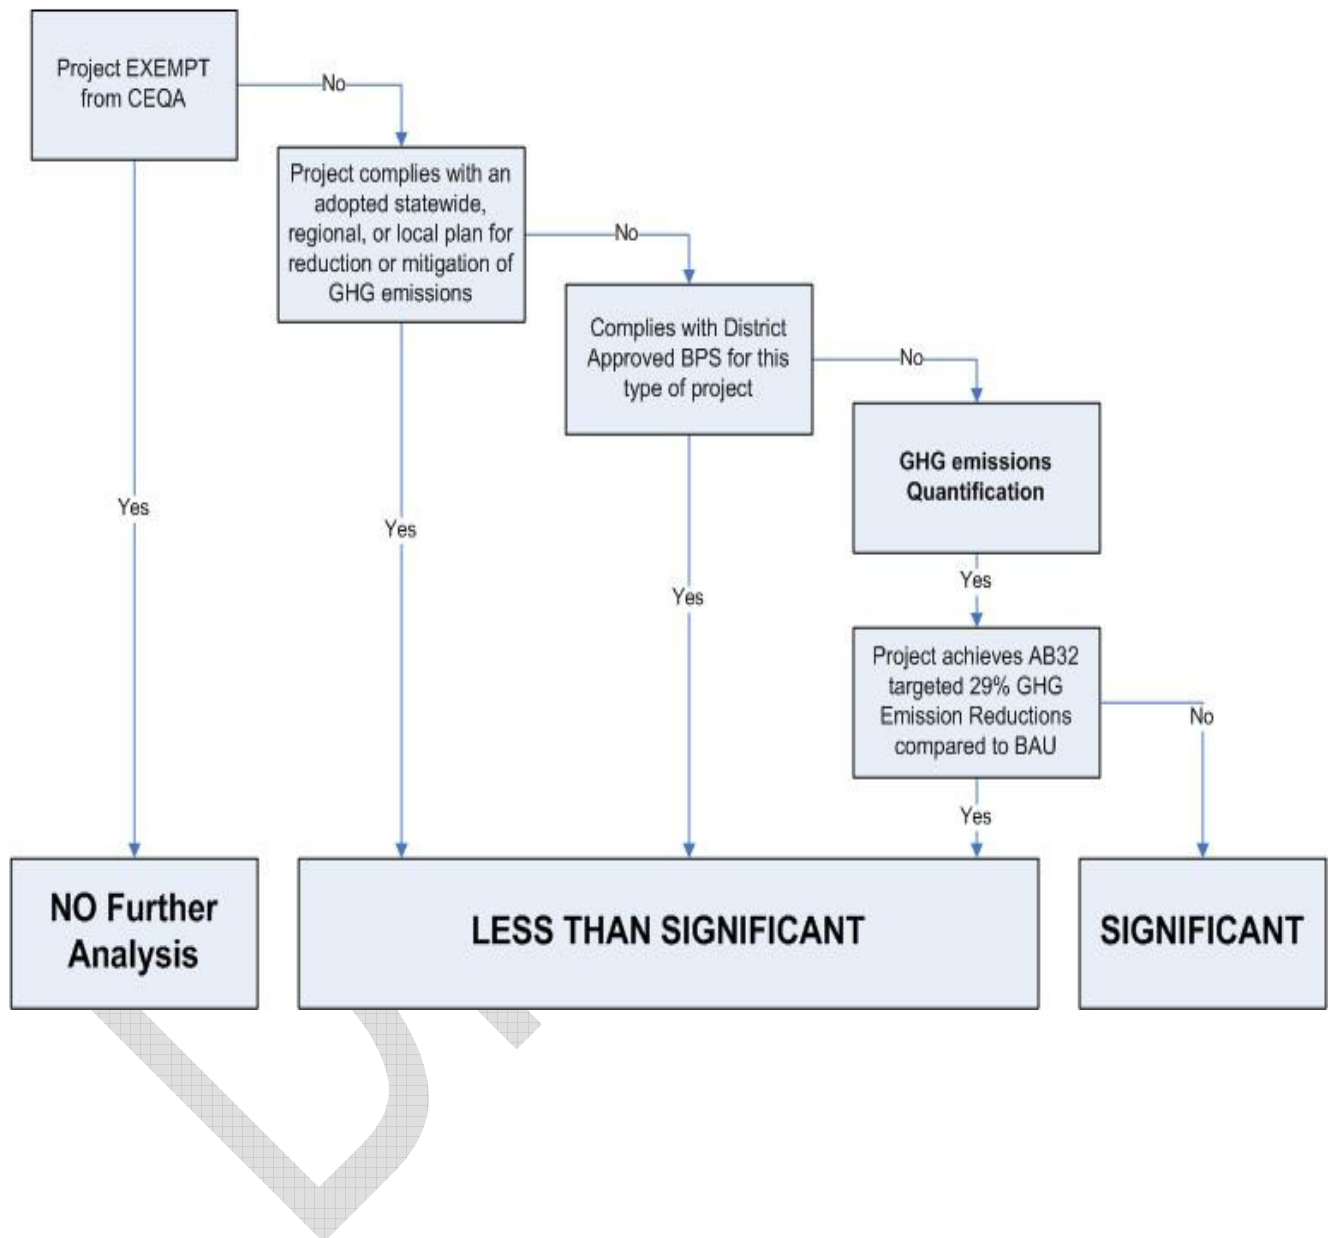 Project EXEMPT
from CEQA
No
Project complies with an
adopted statewide,
regional, or local plan for
reduction or mitigation of
GHG emissions
No
Complies with District
Approved BPS for this
type of project
No
GHG emissions
Quantification
Yes
Yes
Yes
Yes
Project achieves AB32
targeted 29% GHG
Emission Reductions
compared to BAU
No
Yes
NO Further
Analysis
LESS THAN SIGNIFICANT
SIGNIFICANT